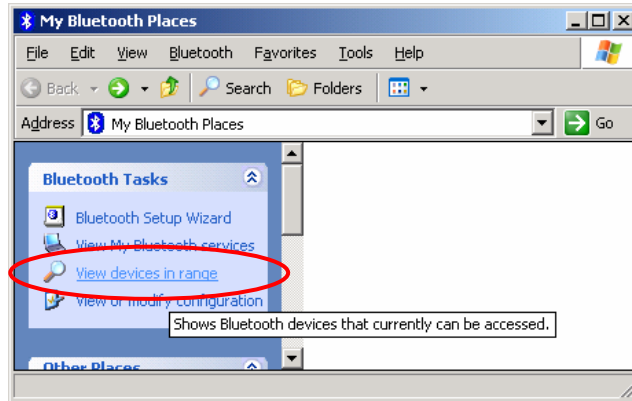 My Bluetooth Places
File Edit View Bluetooth Favorites Tools Help
Back Search Folders
Address My Bluetooth Places Go
Bluetooth Tasks
Bluetooth Setup Wizard
View My Bluetooth services
View devices in range
View or modify configuration
Shows Bluetooth devices that currently can be accessed.
Other Places